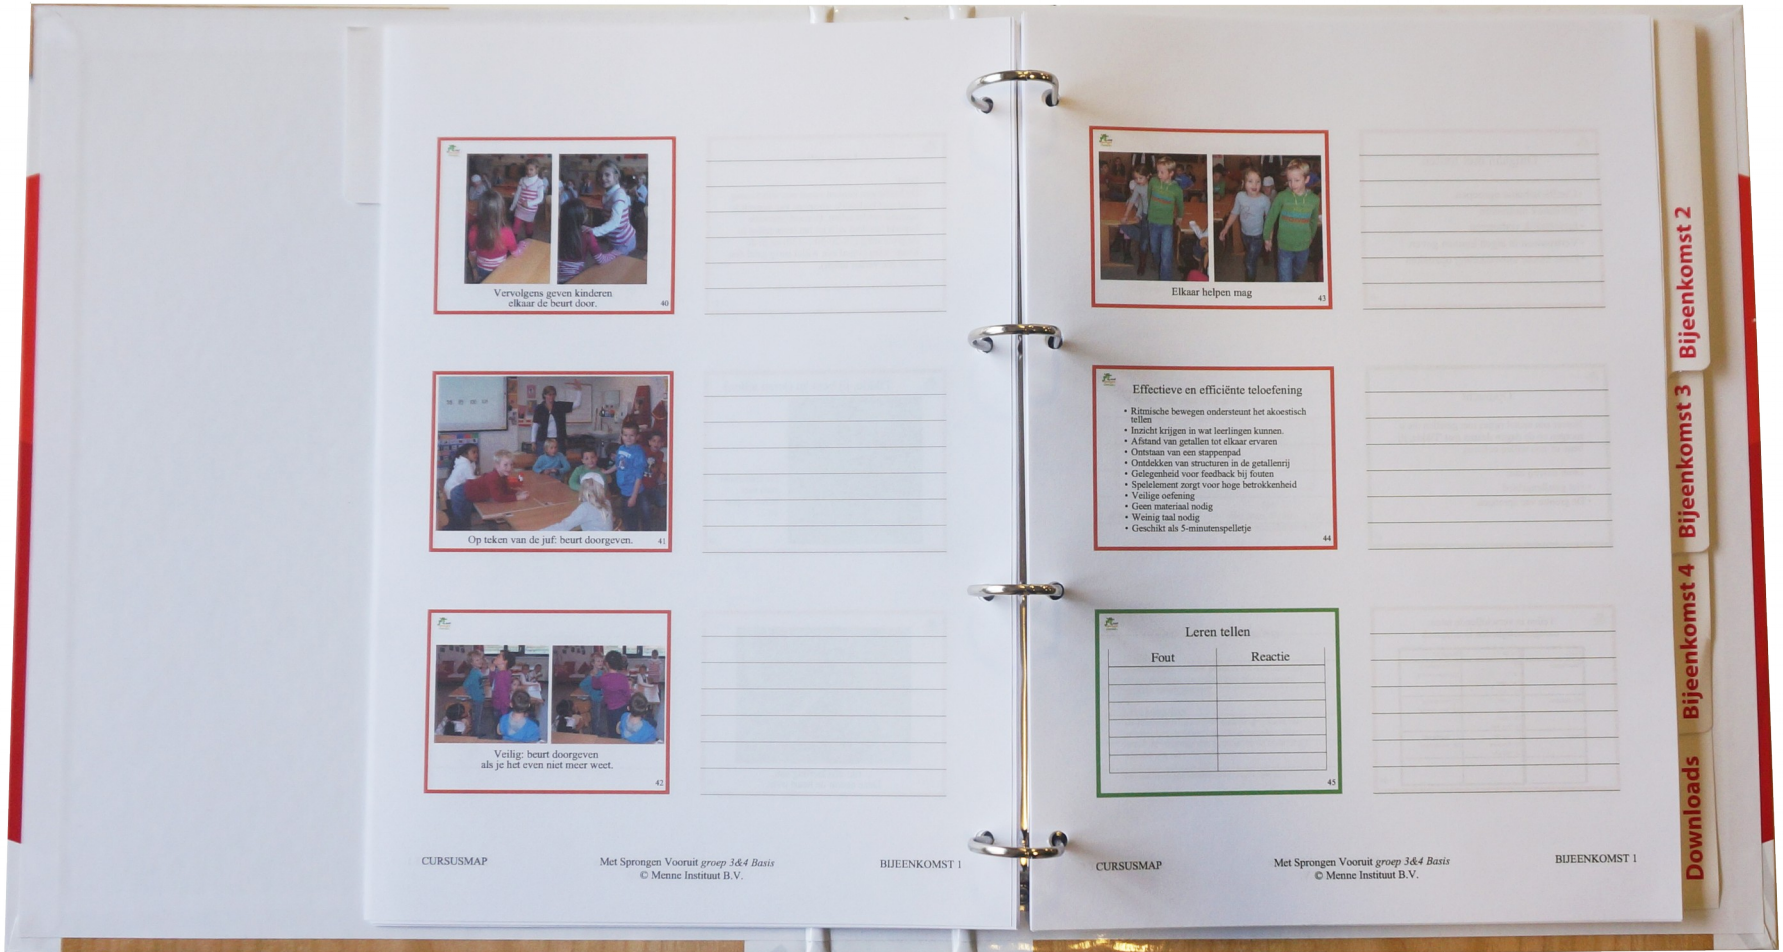 Vervolgens geven kinderen
elkaar de beurt door.
40
Op teken van de juf: beurt doorgeven.
41
Veilig: beurt doorgeven
als je het even niet meer weet.
42
CURSUSMAP
Met Sprongen Vooruit groep 3&4 Basis
© Menne Instituut B.V.
BIJEENKOMST 1
Elkaar helpen mag
43
Effectieve en efficiënte teloefening
• Ritmische bewegen ondersteunt het akoestisch
tellen
• Inzicht krijgen in wat leerlingen kunnen.
• Afstand van getallen tot elkaar ervaren
• Ontstaan van een stappenpad
• Ontdekken van structuren in de getallenrij
• Gelegenheid voor feedback bij fouten
• Spelelement zorgt voor hoge betrokkenheid
• Veilige oefening
• Geen materiaal nodig
• Weinig taal nodig
• Geschikt als 5-minutenspelletje
44
Leren tellen
Fout Reactie
45
CURSUSMAP
Met Sprongen Vooruit groep 3&4 Basis
© Menne Instituut B.V.
BIJEENKOMST 1
Bijeenkomst 2
Bijeenkomst 3
Bijeenkomst 4
Downloads